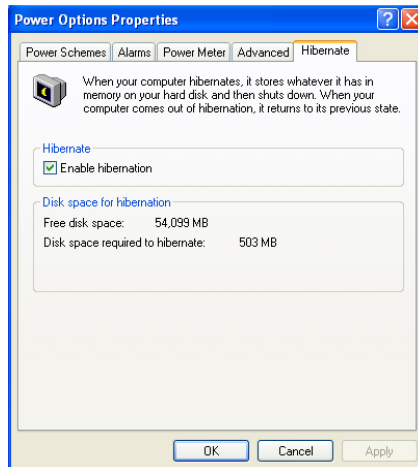 Power Options Properties
Power Schemes Alarms Power Meter Advanced Hibernate
When your computer hibernates, it stores whatever it has in
memory on your hard disk and then shuts down. When your
computer comes out of hibernation, it returns to its previous state.
Hibernate
Enable hibernation
Disk space for hibernation
Free disk space: 54,099 MB
Disk space required to hibernate: 503 MB
OK Cancel Apply